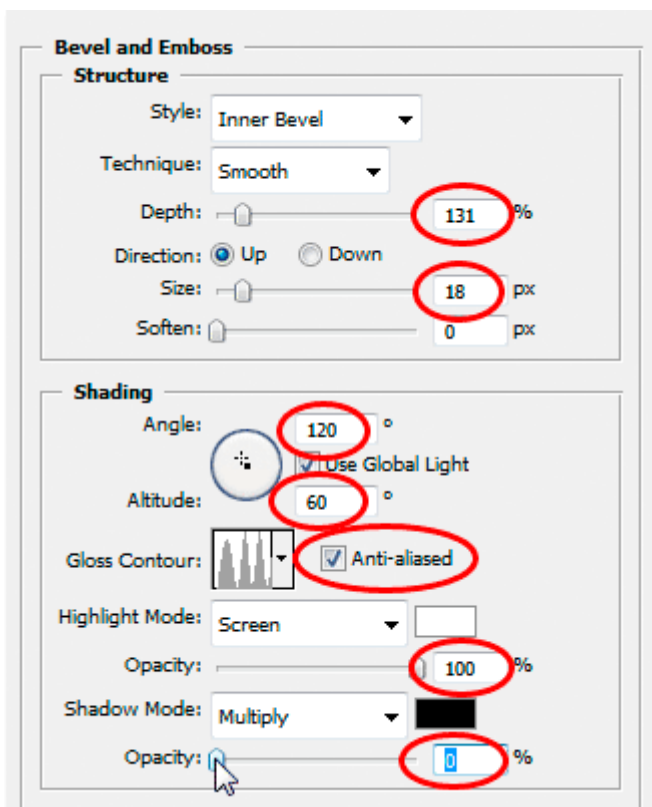 Bevel and Emboss
Structure
Style: Inner Bevel
Technique: Smooth
Depth: 131 %
Direction: Up Down
Size: 18 px
Soften: 0 px
Shading
Angle: 120 °
Use Global Light
Altitude: 60 °
Gloss Contour: Anti-aliased
Highlight Mode: Screen
Opacity: 100 %
Shadow Mode: Multiply
Opacity: 0 %